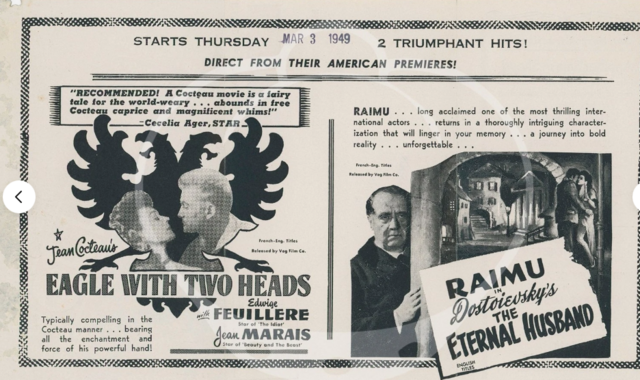 STARTS THURSDAY MAR 3 1949 2 TRIUMPHANT HITS!
DIRECT FROM THEIR AMERICAN PREMIERES!
"RECOMMENDED! A Cocteau movie is a fairy
tale for the world-weary ... abounds in free
Cocteau caprice and magnificent whims!"
—Cecelia Ager, STAR
French-Eng. Titles
Released by Vog Film Co.
Jean Cocteau's
EAGLE WITH TWO HEADS
with Edwige
FEUILLERE
Star of 'The Idiot'
Jean MARAIS
Star of 'Beauty and The Beast'
Typically compelling in the
Cocteau manner ... bearing
all the enchantment and
force of his powerful hand!
RAIMU ... long acclaimed one of the most thrilling inter-
national actors ... returns in a thoroughly intriguing character-
ization that will linger in your memory ... a journey into bold
reality ... unforgettable ...
French-Eng. Titles
Released by Vog Film Co.
RAIMU
IN
Dostoievsky's
THE
ETERNAL HUSBAND
ENGLISH
TITLES